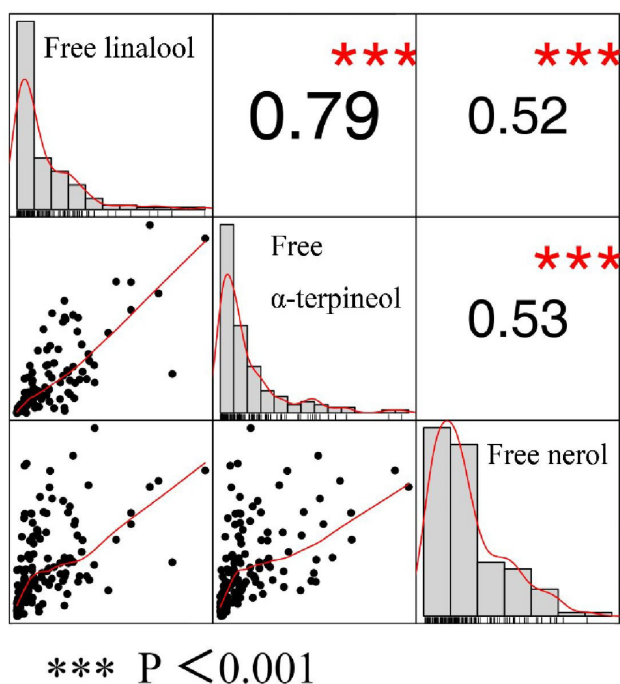 Free linalool
***
0.79
***
0.52
Free
α-terpineol
***
0.53
Free nerol
*** P <0.001